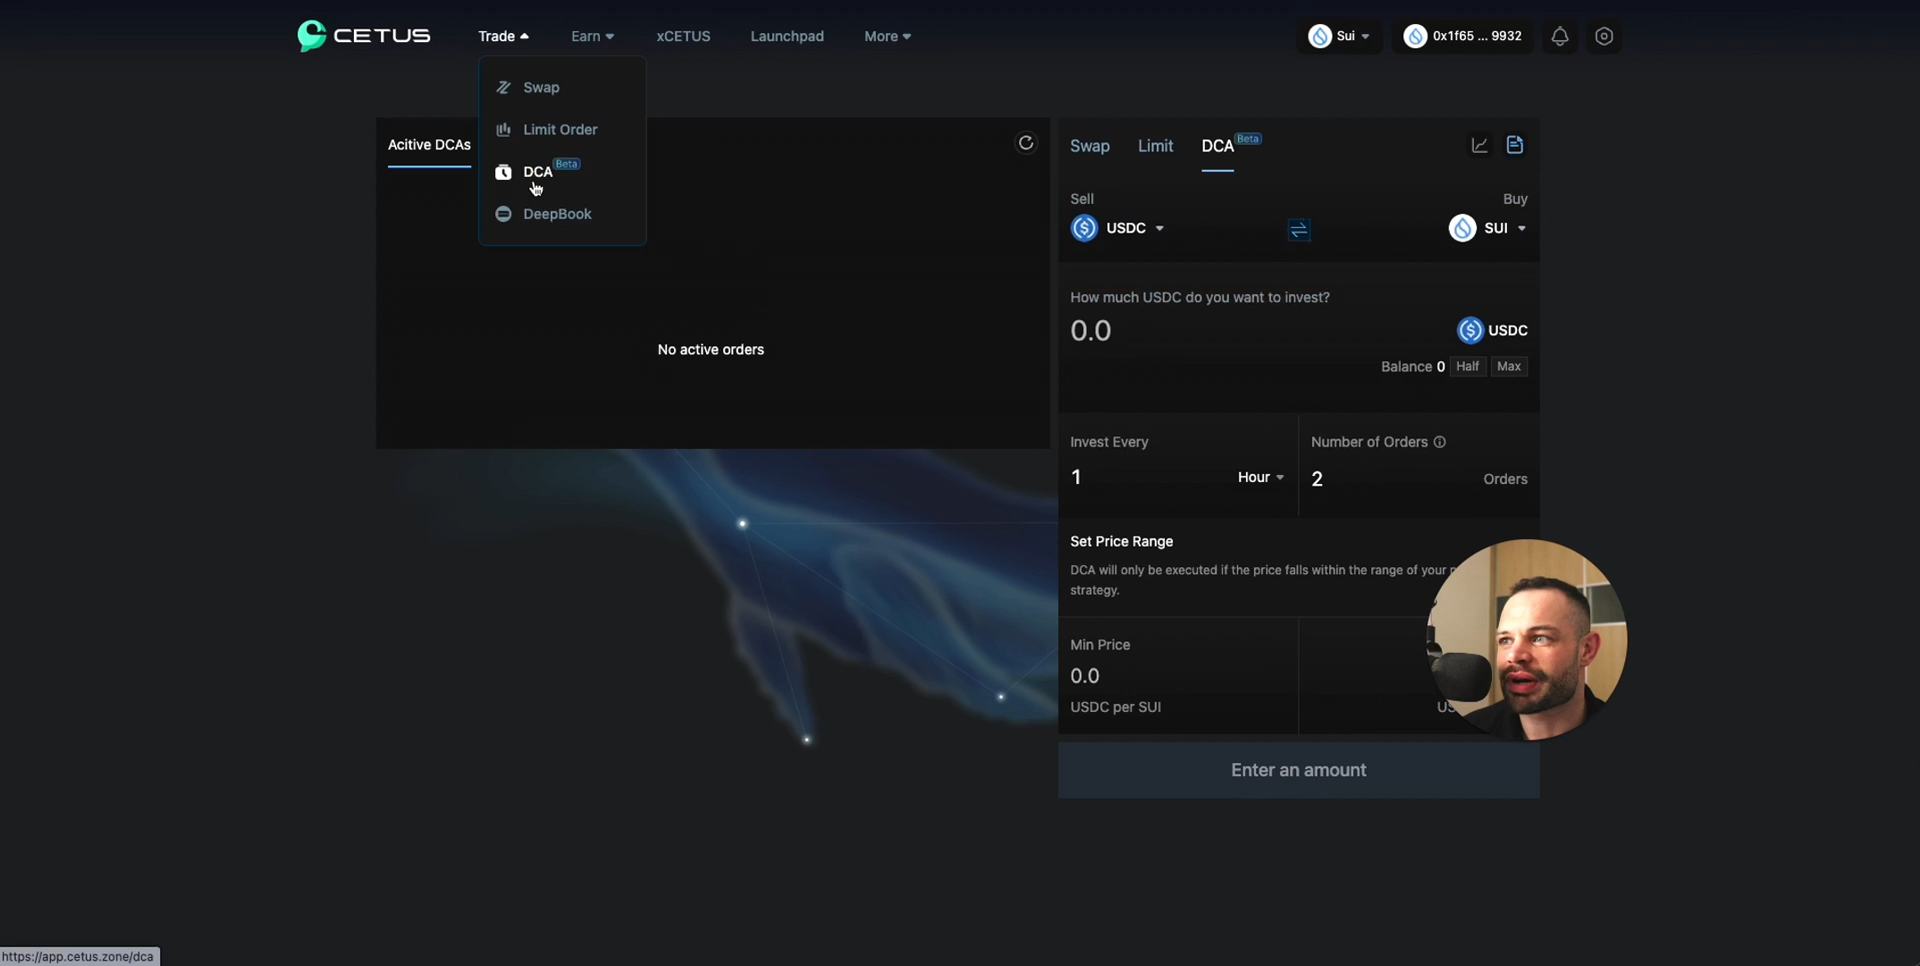 CETUS
Trade
Earn
xCETUS
Launchpad
More
Sui
0x1f65 ... 9932
Swap
Limit Order
DCA Beta
DeepBook
Acitive DCAs
No active orders
Swap
Limit
DCA Beta
Sell
Buy
USDC
SUI
How much USDC do you want to invest?
0.0
USDC
Balance 0 Half Max
Invest Every
Number of Orders
1
Hour
2
Orders
Set Price Range
DCA will only be executed if the price falls within the range of your
strategy.
Min Price
0.0
USDC per SUI
Enter an amount
https://app.cetus.zone/dca